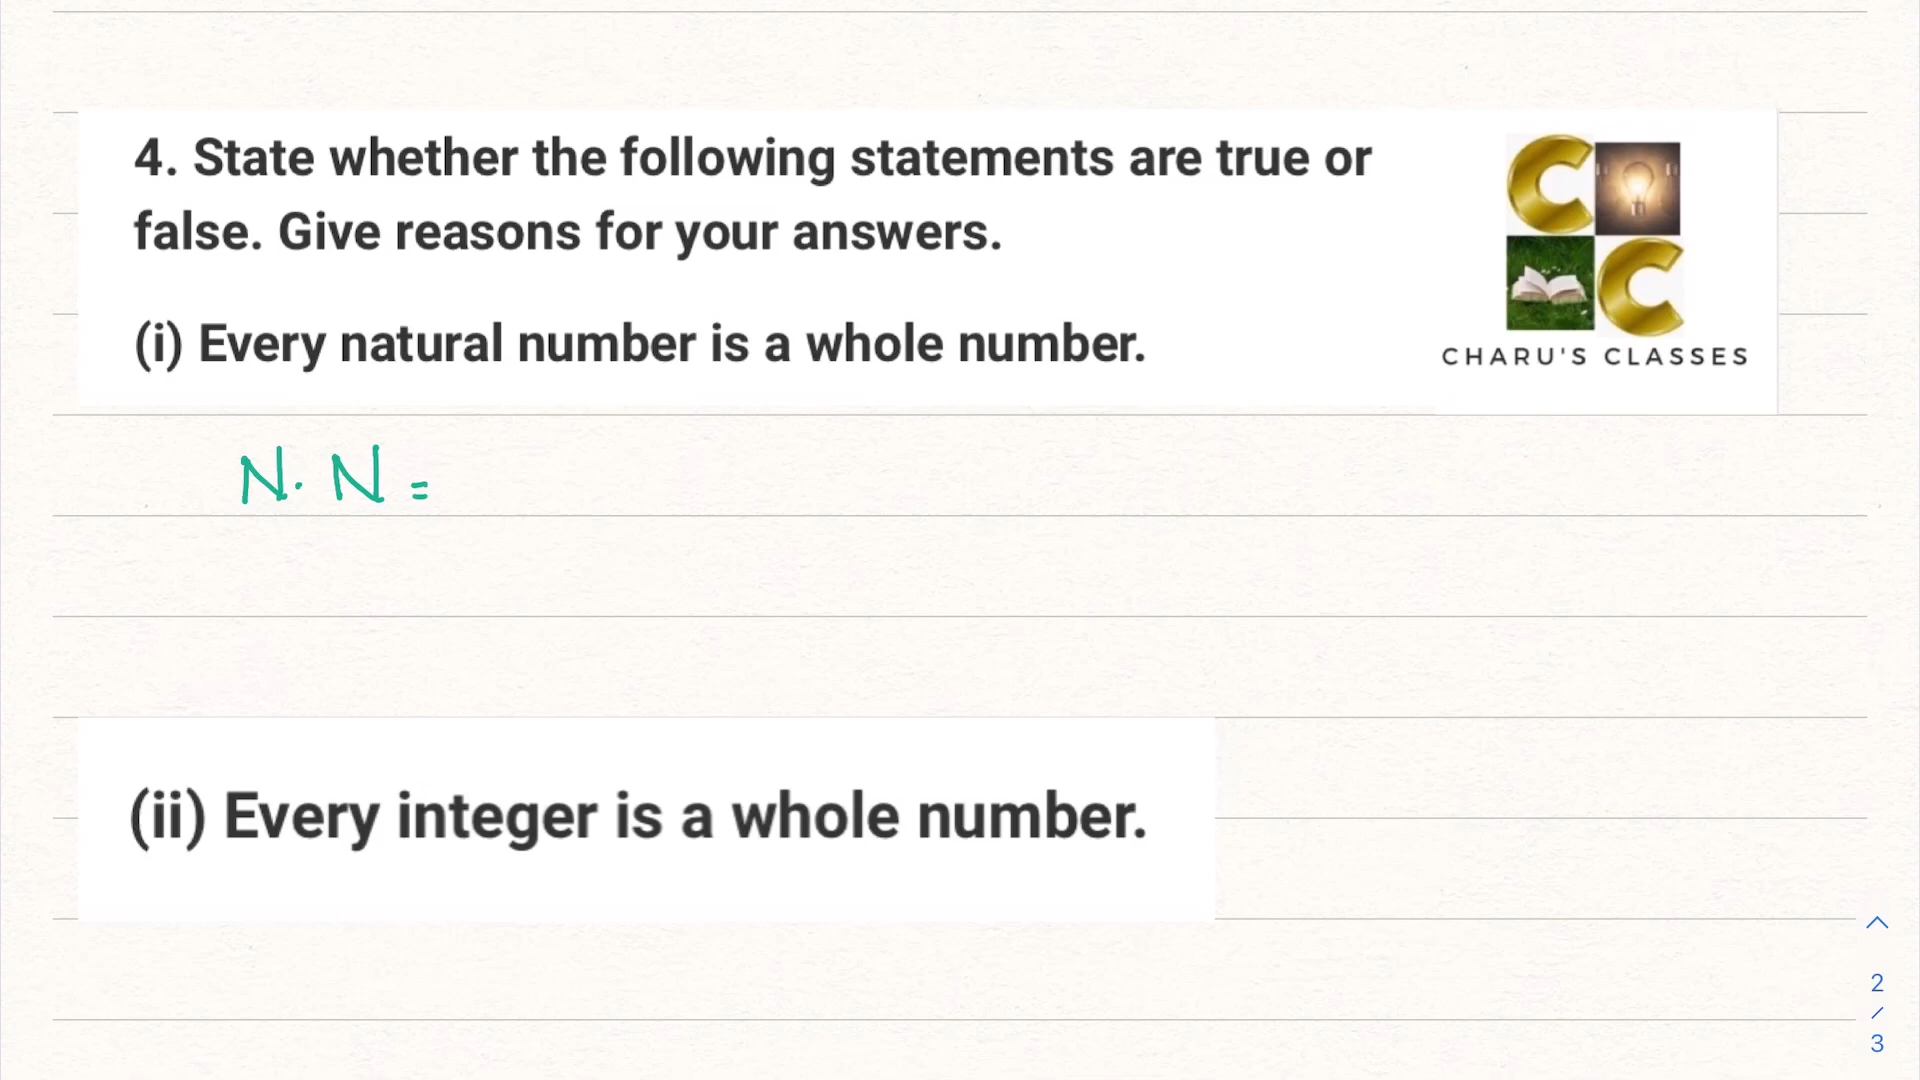 4. State whether the following statements are true or
false. Give reasons for your answers.
(i) Every natural number is a whole number.
CHARU'S CLASSES
N. N =
(ii) Every integer is a whole number.
2
/
3